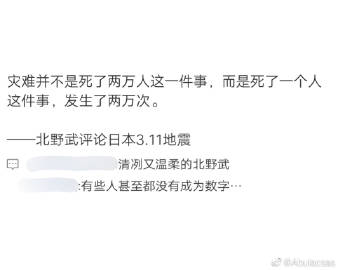 灾难并不是死了两万人这一件事，而是死了一个人
这件事，发生了两万次。
——北野武评论日本3.11地震
清冽又温柔的北野武
:有些人甚至都没有成为数字…
@Abulacsas